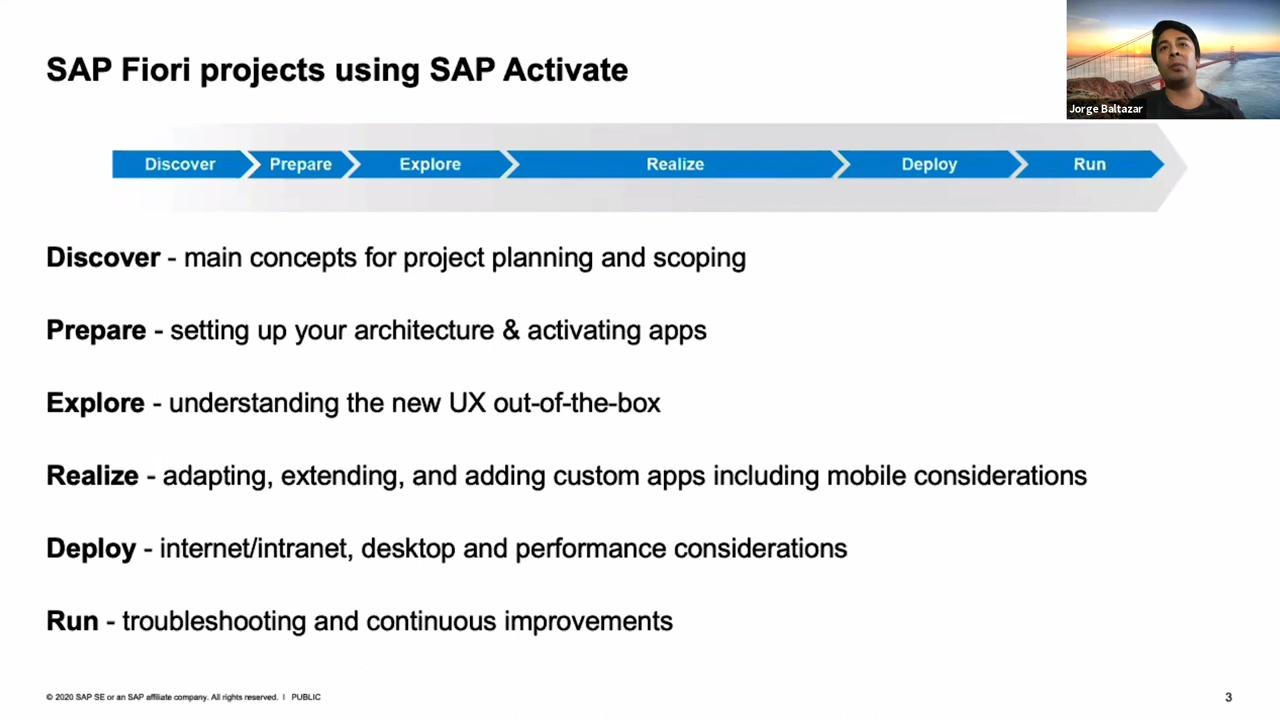 SAP Fiori projects using SAP Activate
Jorge Baltazar
Discover Prepare Explore Realize Deploy Run
Discover - main concepts for project planning and scoping
Prepare - setting up your architecture & activating apps
Explore - understanding the new UX out-of-the-box
Realize - adapting, extending, and adding custom apps including mobile considerations
Deploy - internet/intranet, desktop and performance considerations
Run - troubleshooting and continuous improvements
© 2020 SAP SE or an SAP affiliate company. All rights reserved. | PUBLIC
3